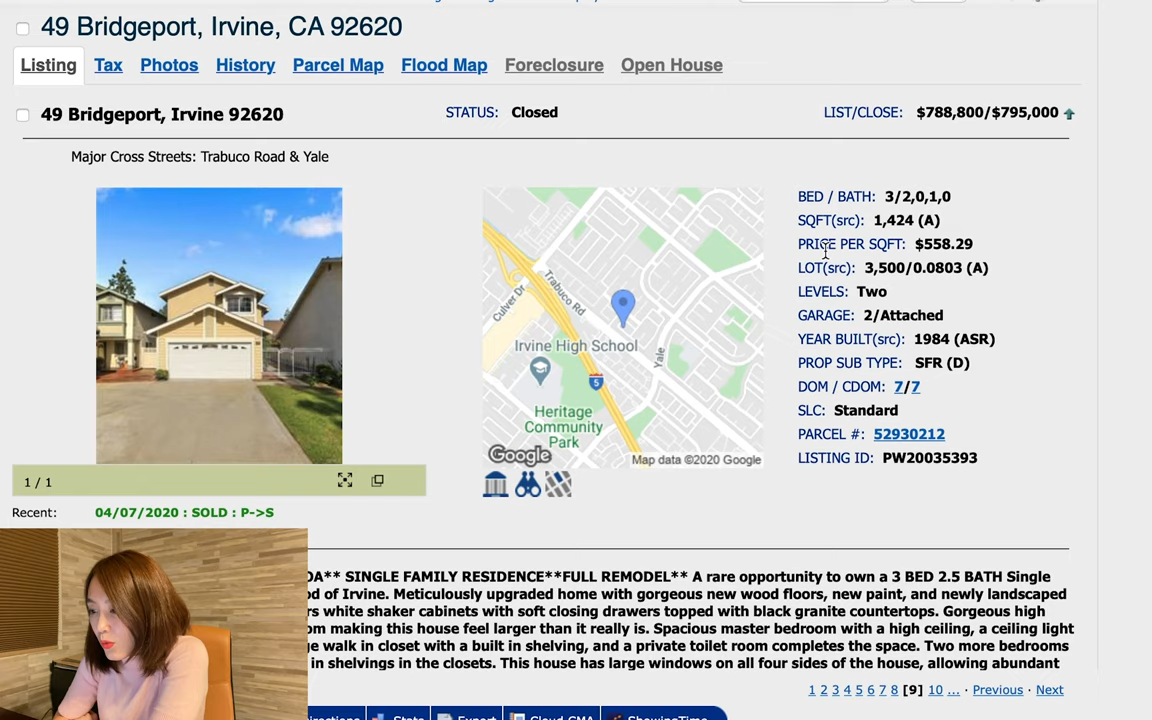 49 Bridgeport, Irvine, CA 92620
Listing Tax Photos History Parcel Map Flood Map Foreclosure Open House
49 Bridgeport, Irvine 92620 STATUS: Closed LIST/CLOSE: $788,800/$795,000
Major Cross Streets: Trabuco Road & Yale
BED / BATH: 3/2,0,1,0
SQFT(src): 1,424 (A)
PRICE PER SQFT: $558.29
LOT(src): 3,500/0.0803 (A)
LEVELS: Two
GARAGE: 2/Attached
YEAR BUILT(src): 1984 (ASR)
PROP SUB TYPE: SFR (D)
DOM / CDOM: 7/7
SLC: Standard
PARCEL #: 52930212
LISTING ID: PW20035393
Culver Dr
Trabuco Rd
Yale
Irvine High School
5
Heritage
Community
Park
Google
Map data ©2020 Google
1 / 1
Recent: 04/07/2020 : SOLD : P->S
OA** SINGLE FAMILY RESIDENCE**FULL REMODEL** A rare opportunity to own a 3 BED 2.5 BATH Single
od of Irvine. Meticulously upgraded home with gorgeous new wood floors, new paint, and newly landscaped
rs white shaker cabinets with soft closing drawers topped with black granite countertops. Gorgeous high
om making this house feel larger than it really is. Spacious master bedroom with a high ceiling, a ceiling light
ge walk in closet with a built in shelving, and a private toilet room completes the space. Two more bedrooms
in shelvings in the closets. This house has large windows on all four sides of the house, allowing abundant
1 2 3 4 5 6 7 8 [9] 10 ... · Previous · Next
irections Stats Export Cloud CMA ShowingTime